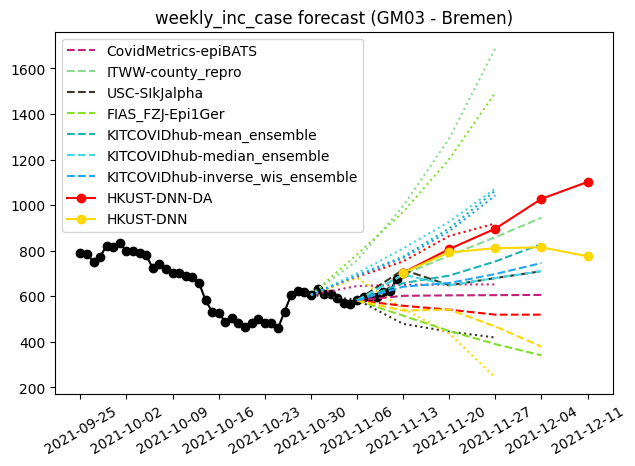 weekly_inc_case forecast (GM03 - Bremen)
CovidMetrics-epiBATS
ITWW-county_repro
USC-SIkJalpha
FIAS_FZJ-Epi1Ger
KITCOVIDhub-mean_ensemble
KITCOVIDhub-median_ensemble
KITCOVIDhub-inverse_wis_ensemble
HKUST-DNN-DA
HKUST-DNN
1600
1400
1200
1000
800
600
400
200
2021-09-25
2021-10-02
2021-10-09
2021-10-16
2021-10-23
2021-10-30
2021-11-06
2021-11-13
2021-11-20
2021-11-27
2021-12-04
2021-12-11